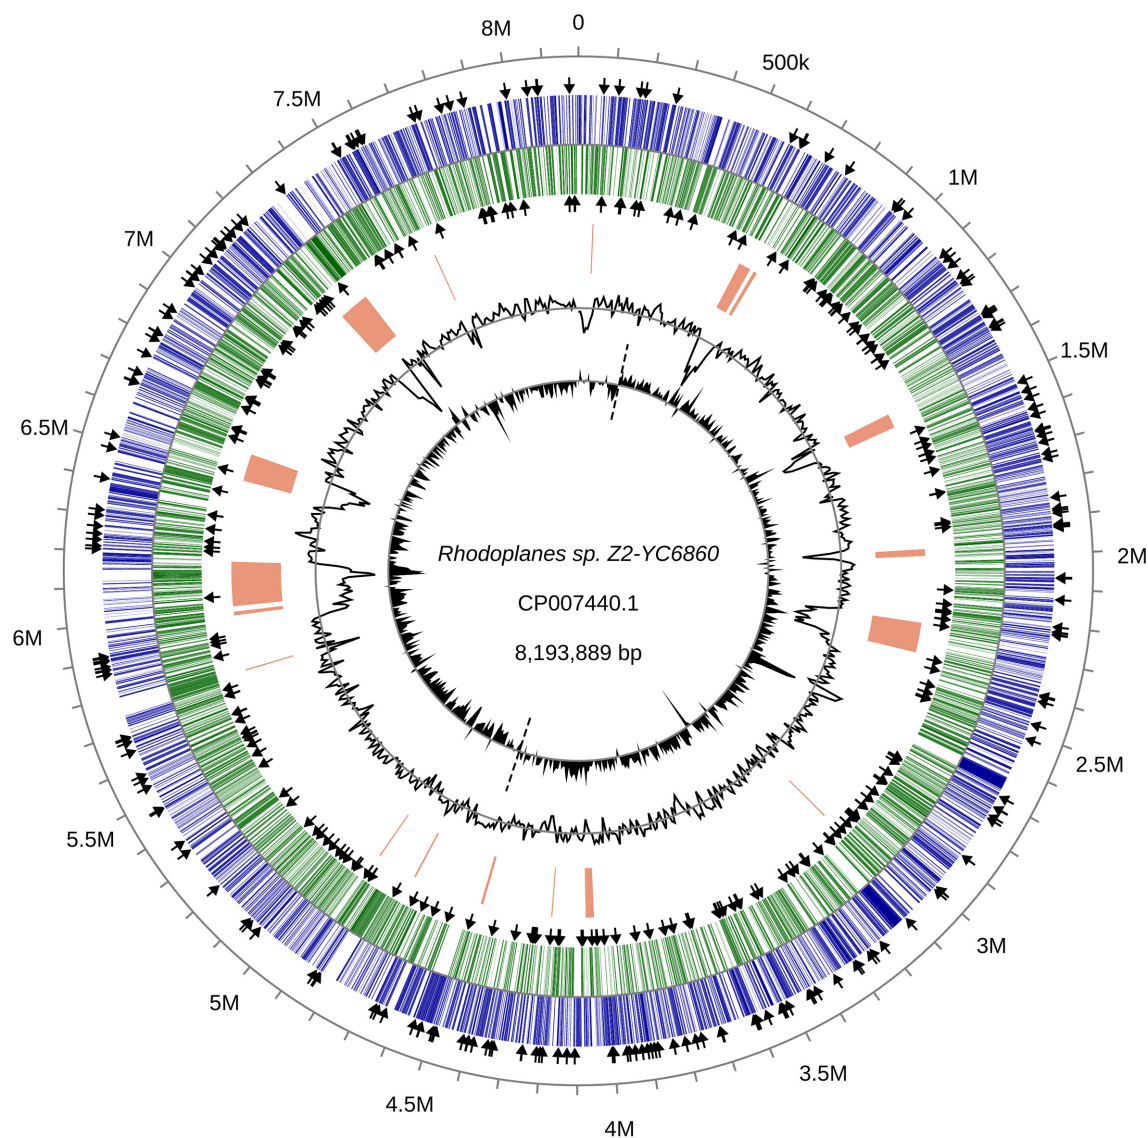 0
500k
1M
1.5M
2M
2.5M
3M
3.5M
4M
4.5M
5M
5.5M
6M
6.5M
7M
7.5M
8M
Rhodoplanes sp. Z2-YC6860
CP007440.1
8,193,889 bp